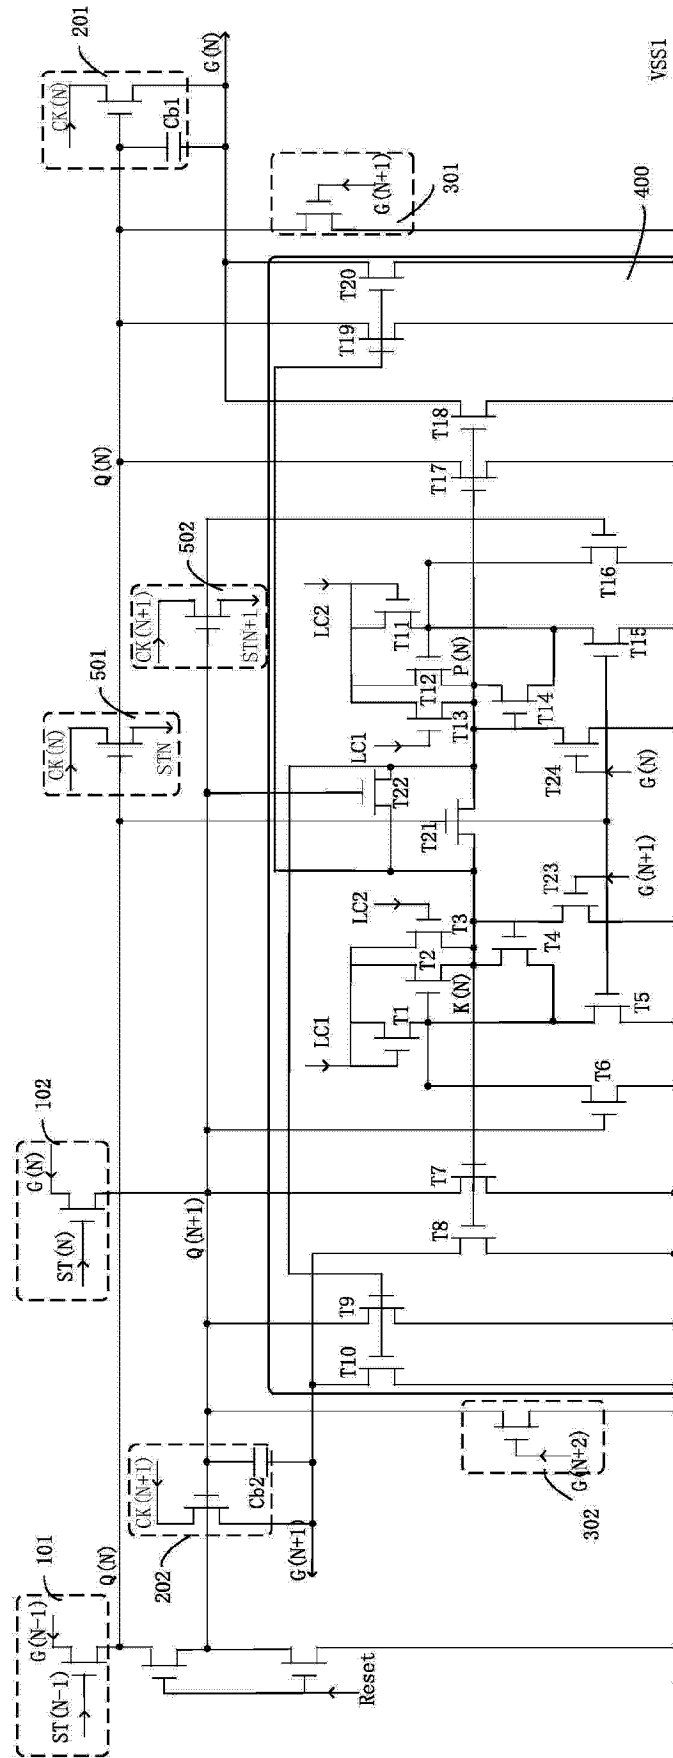 101
G(N-1)
ST(N-1)
Q(N)
Reset
202
CK(N+1)
Cb2
G(N+1)
302
G(N+2)
102
G(N)
ST(N)
Q(N+1)
T10
T9
T8
T7
T6
T5
LC1
T1
T2
T3
LC2
K(N)
T4
T23
G(N+1)
501
CK(N)
STN
T22
T21
LC1
T24
G(N)
502
CK(N+1)
STN+1
LC2
T11
T12
T13
P(N)
T14
T15
T16
Q(N)
T17
T18
T19
T20
301
G(N+1)
400
201
CK(N)
Cb1
G(N)
VSS1